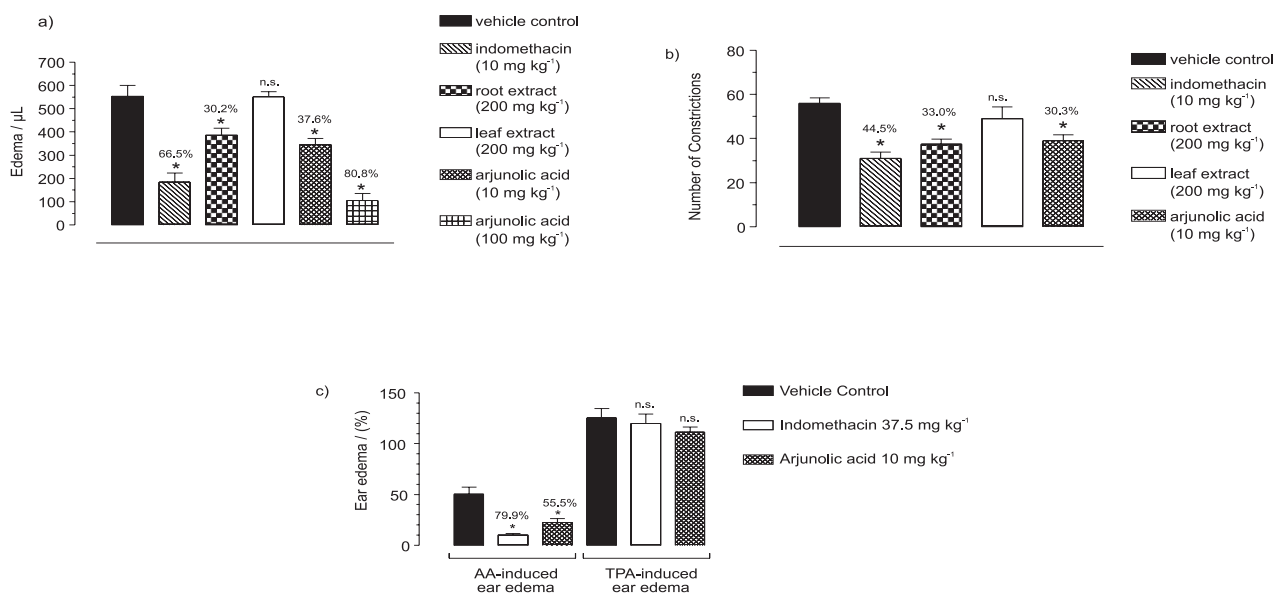 a)
vehicle control
indomethacin
(10 mg kg⁻¹)
root extract
(200 mg kg⁻¹)
leaf extract
(200 mg kg⁻¹)
arjunolic acid
(10 mg kg⁻¹)
arjunolic acid
(100 mg kg⁻¹)
Edema / µL
700
600
500
400
300
200
100
0
66.5%
*
30.2%
*
n.s.
37.6%
*
80.8%
*
b)
vehicle control
indomethacin
(10 mg kg⁻¹)
root extract
(200 mg kg⁻¹)
leaf extract
(200 mg kg⁻¹)
arjunolic acid
(10 mg kg⁻¹)
Number of Constrictions
80
60
40
20
0
44.5%
*
33.0%
*
n.s.
30.3%
*
c)
Vehicle Control
Indomethacin 37.5 mg kg⁻¹
Arjunolic acid 10 mg kg⁻¹
Ear edema / (%)
150
100
50
0
79.9%
*
55.5%
*
n.s.
n.s.
AA-induced
ear edema
TPA-induced
ear edema